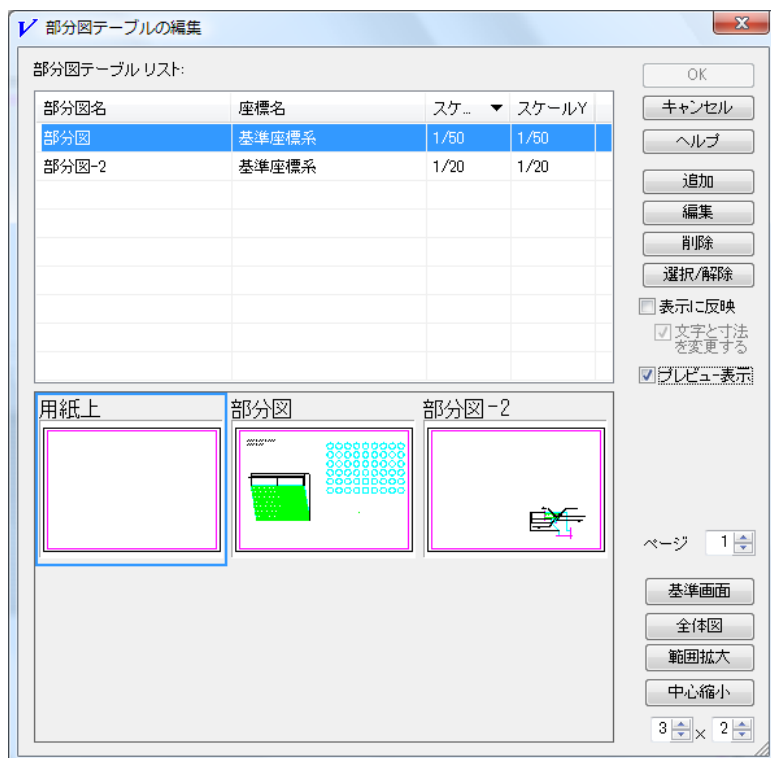 部分図テーブルの編集
部分図テーブル リスト:
部分図名 座標名 スケ... スケールY
部分図 基準座標系 1/50 1/50
部分図-2 基準座標系 1/20 1/20
OK
キャンセル
ヘルプ
追加
編集
削除
選択/解除
表示に反映
文字と寸法
を変更する
プレビュー表示
用紙上 部分図 部分図-2
ページ 1
基準画面
全体図
範囲拡大
中心縮小
3 × 2